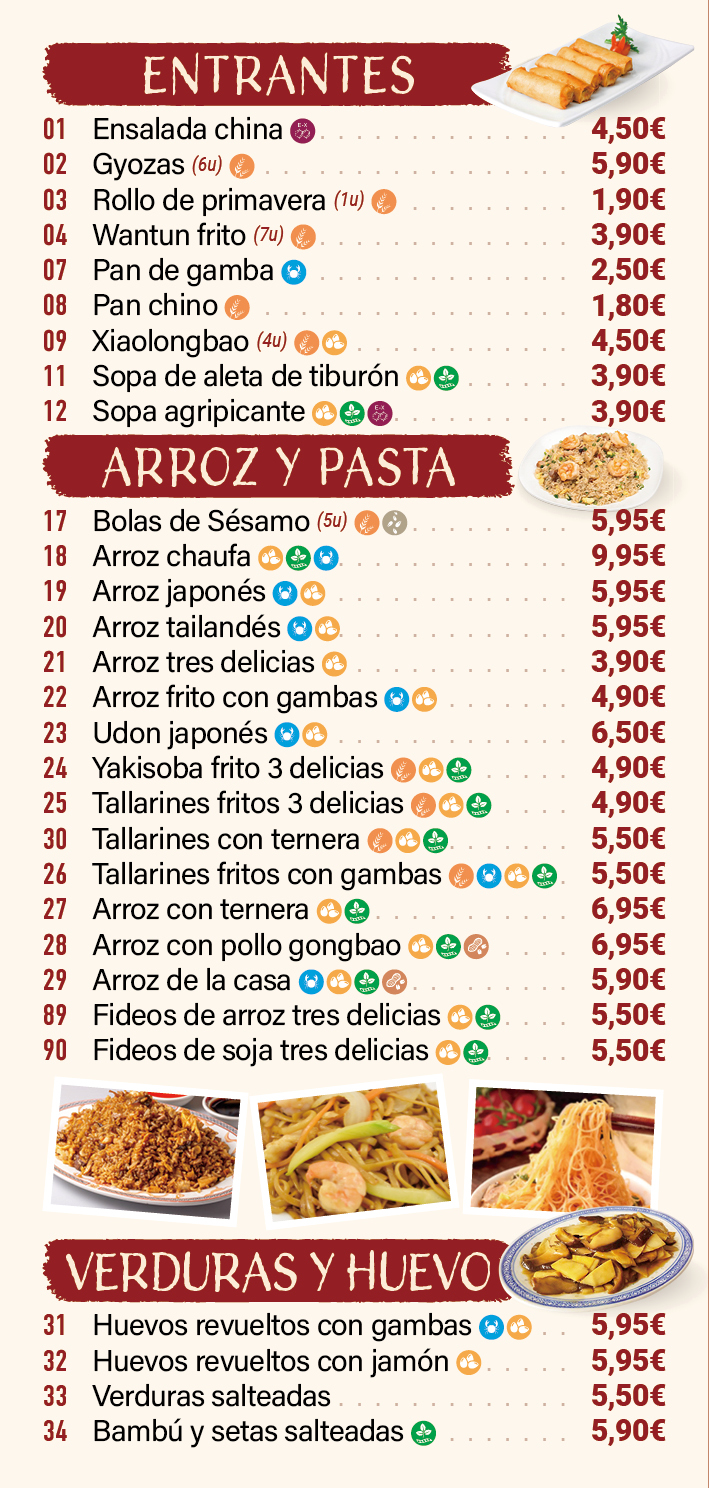 ENTRANTES
01 Ensalada china E-X 4,50€
02 Gyozas (6u) 5,90€
03 Rollo de primavera (1u) 1,90€
04 Wantun frito (7u) 3,90€
07 Pan de gamba 2,50€
08 Pan chino 1,80€
09 Xiaolongbao (4u) 4,50€
11 Sopa de aleta de tiburón 3,90€
12 Sopa agripicante E-X 3,90€
ARROZ Y PASTA
17 Bolas de Sésamo (5u) 5,95€
18 Arroz chaufa 9,95€
19 Arroz japonés 5,95€
20 Arroz tailandés 5,95€
21 Arroz tres delicias 3,90€
22 Arroz frito con gambas 4,90€
23 Udon japonés 6,50€
24 Yakisoba frito 3 delicias 4,90€
25 Tallarines fritos 3 delicias 4,90€
30 Tallarines con ternera 5,50€
26 Tallarines fritos con gambas 5,50€
27 Arroz con ternera 6,95€
28 Arroz con pollo gongbao 6,95€
29 Arroz de la casa 5,90€
89 Fideos de arroz tres delicias 5,50€
90 Fideos de soja tres delicias 5,50€
VERDURAS Y HUEVO
31 Huevos revueltos con gambas 5,95€
32 Huevos revueltos con jamón 5,95€
33 Verduras salteadas 5,50€
34 Bambú y setas salteadas 5,90€